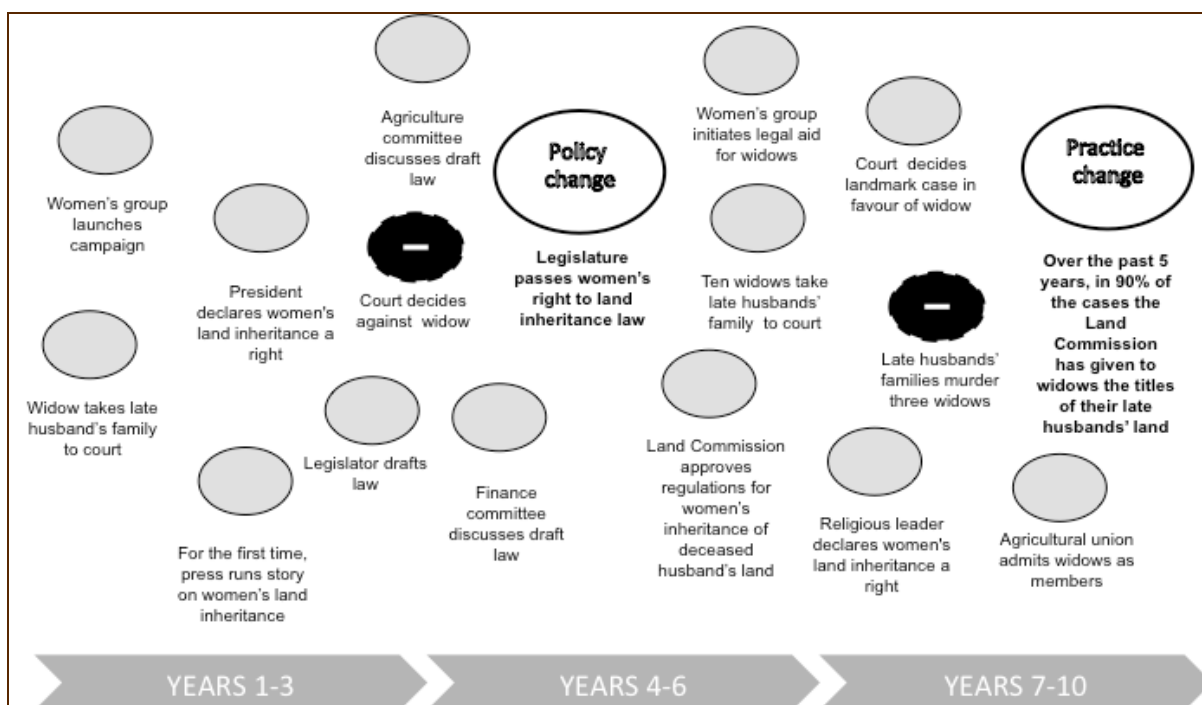 Women's group
launches
campaign
Widow takes late
husband's family
to court
President
declares women's
land inheritance a
right
For the first time,
press runs story
on women's land
inheritance
Agriculture
committee
discusses draft
law
Court decides
against widow
Legislator drafts
law
Finance
committee
discusses draft
law
Policy
change
Legislature
passes women's
right to land
inheritance law
Women's group
initiates legal aid
for widows
Ten widows take
late husbands'
family to court
Land Commission
approves
regulations for
women's
inheritance of
deceased
husband's land
Court decides
landmark case in
favour of widow
Late husbands'
families murder
three widows
Religious leader
declares women's
land inheritance a
right
Practice
change
Over the past 5
years, in 90% of
the cases the
Land
Commission
has given to
widows the titles
of their late
husbands' land
Agricultural union
admits widows as
members
YEARS 1-3
YEARS 4-6
YEARS 7-10